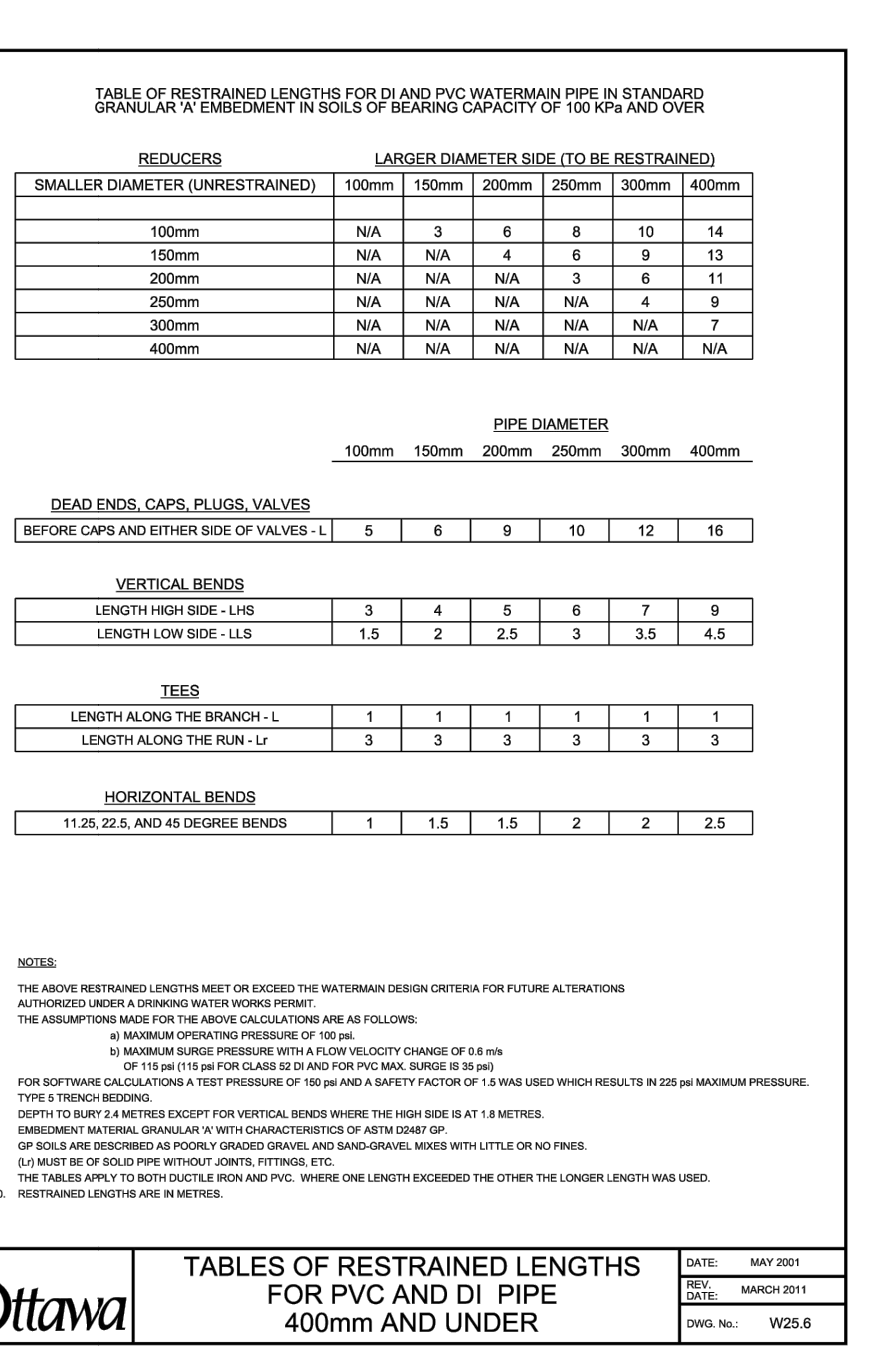 TABLE OF RESTRAINED LENGTHS FOR DI AND PVC WATERMAIN PIPE IN STANDARD
GRANULAR 'A' EMBEDMENT IN SOILS OF BEARING CAPACITY OF 100 KPa AND OVER
REDUCERS LARGER DIAMETER SIDE (TO BE RESTRAINED)
SMALLER DIAMETER (UNRESTRAINED) 100mm 150mm 200mm 250mm 300mm 400mm
100mm N/A 3 6 8 10 14
150mm N/A N/A 4 6 9 13
200mm N/A N/A N/A 3 6 11
250mm N/A N/A N/A N/A 4 9
300mm N/A N/A N/A N/A N/A 7
400mm N/A N/A N/A N/A N/A N/A
PIPE DIAMETER
100mm 150mm 200mm 250mm 300mm 400mm
DEAD ENDS, CAPS, PLUGS, VALVES
BEFORE CAPS AND EITHER SIDE OF VALVES - L 5 6 9 10 12 16
VERTICAL BENDS
LENGTH HIGH SIDE - LHS 3 4 5 6 7 9
LENGTH LOW SIDE - LLS 1.5 2 2.5 3 3.5 4.5
TEES
LENGTH ALONG THE BRANCH - L 1 1 1 1 1 1
LENGTH ALONG THE RUN - Lr 3 3 3 3 3 3
HORIZONTAL BENDS
11.25, 22.5, AND 45 DEGREE BENDS 1 1.5 1.5 2 2 2.5
NOTES:
THE ABOVE RESTRAINED LENGTHS MEET OR EXCEED THE WATERMAIN DESIGN CRITERIA FOR FUTURE ALTERATIONS
AUTHORIZED UNDER A DRINKING WATER WORKS PERMIT.
THE ASSUMPTIONS MADE FOR THE ABOVE CALCULATIONS ARE AS FOLLOWS:
a) MAXIMUM OPERATING PRESSURE OF 100 psi.
b) MAXIMUM SURGE PRESSURE WITH A FLOW VELOCITY CHANGE OF 0.6 m/s
OF 115 psi (115 psi FOR CLASS 52 DI AND FOR PVC MAX. SURGE IS 35 psi)
FOR SOFTWARE CALCULATIONS A TEST PRESSURE OF 150 psi AND A SAFETY FACTOR OF 1.5 WAS USED WHICH RESULTS IN 225 psi MAXIMUM PRESSURE.
TYPE 5 TRENCH BEDDING.
DEPTH TO BURY 2.4 METRES EXCEPT FOR VERTICAL BENDS WHERE THE HIGH SIDE IS AT 1.8 METRES.
EMBEDMENT MATERIAL GRANULAR 'A' WITH CHARACTERISTICS OF ASTM D2487 GP.
GP SOILS ARE DESCRIBED AS POORLY GRADED GRAVEL AND SAND-GRAVEL MIXES WITH LITTLE OR NO FINES.
(Lr) MUST BE OF SOLID PIPE WITHOUT JOINTS, FITTINGS, ETC.
THE TABLES APPLY TO BOTH DUCTILE IRON AND PVC. WHERE ONE LENGTH EXCEEDED THE OTHER THE LONGER LENGTH WAS USED.
0. RESTRAINED LENGTHS ARE IN METRES.
Ottawa
TABLES OF RESTRAINED LENGTHS
FOR PVC AND DI PIPE
400mm AND UNDER
DATE: MAY 2001
REV. DATE: MARCH 2011
DWG. No.: W25.6